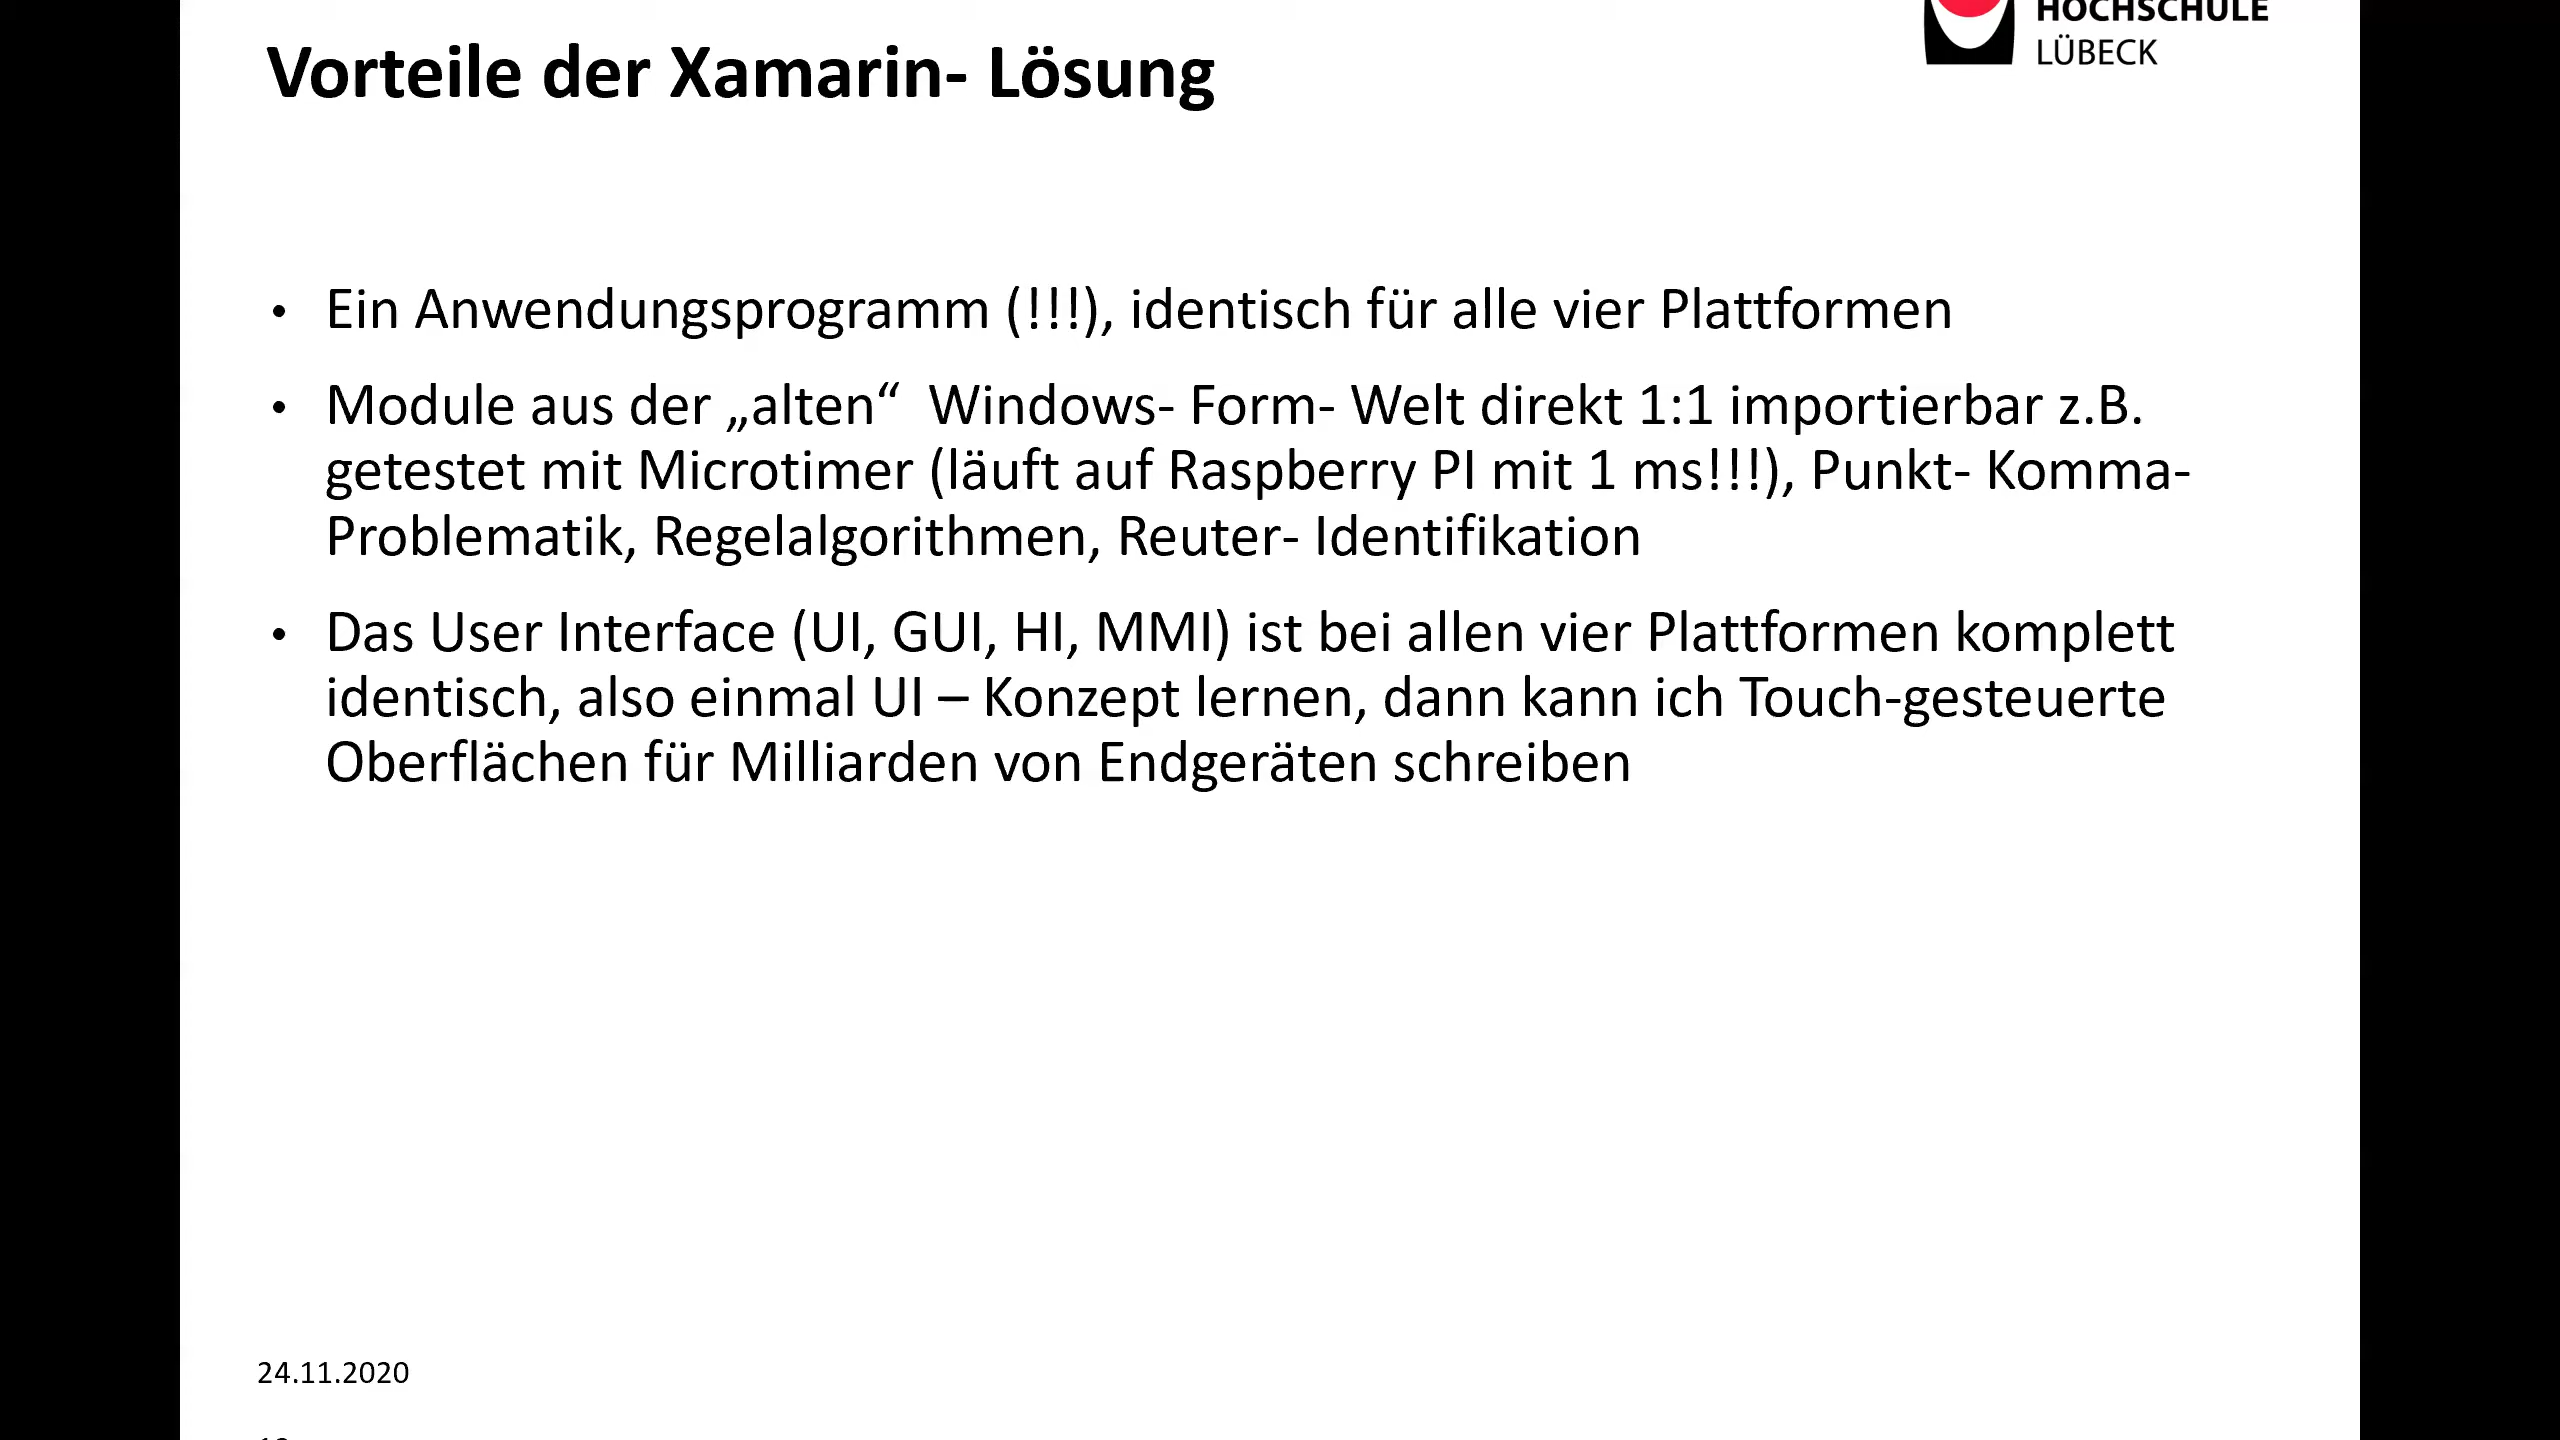 HOCHSCHULE
LÜBECK
Vorteile der Xamarin- Lösung
• Ein Anwendungsprogramm (!!!), identisch für alle vier Plattformen
• Module aus der „alten“  Windows- Form- Welt direkt 1:1 importierbar z.B.
getestet mit Microtimer (läuft auf Raspberry PI mit 1 ms!!!), Punkt- Komma-
Problematik, Regelalgorithmen, Reuter- Identifikation
• Das User Interface (UI, GUI, HI, MMI) ist bei allen vier Plattformen komplett
identisch, also einmal UI – Konzept lernen, dann kann ich Touch-gesteuerte
Oberflächen für Milliarden von Endgeräten schreiben
24.11.2020